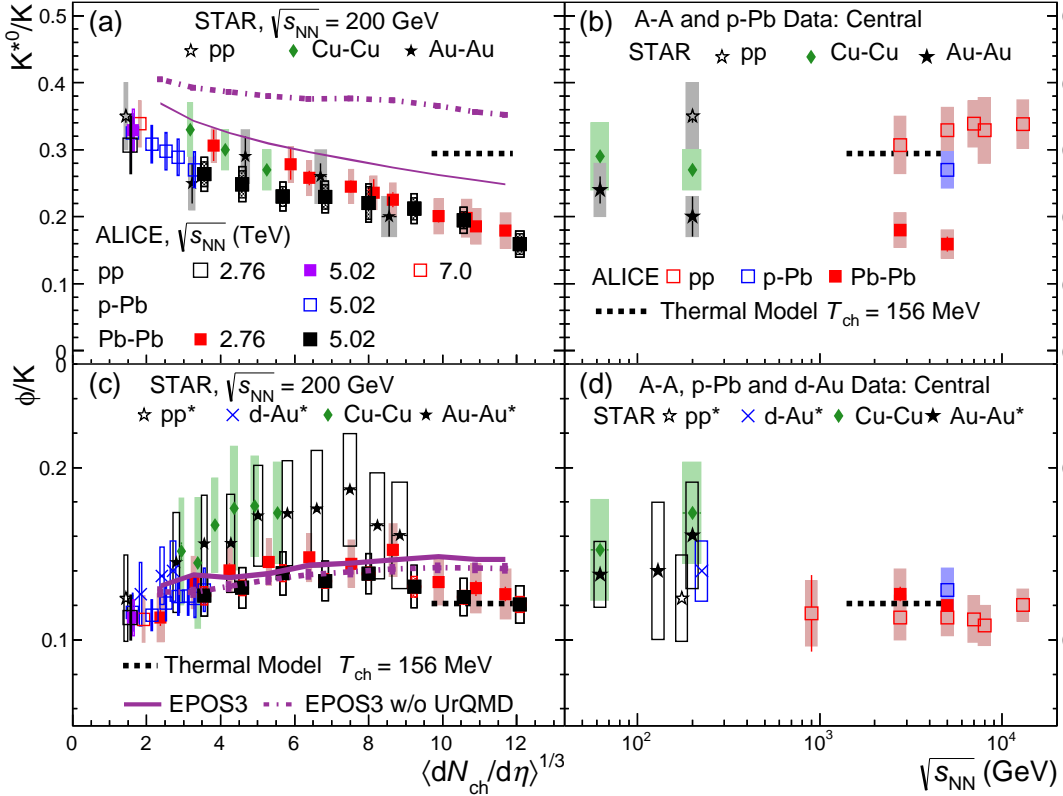 K*0/K
0.5
0.4
0.3
0.2
0.1
0
(a) STAR, √sNN = 200 GeV
pp Cu-Cu Au-Au
ALICE, √sNN (TeV)
pp 2.76 5.02 7.0
p-Pb 5.02
Pb-Pb 2.76 5.02
(b) A-A and p-Pb Data: Central
STAR pp Cu-Cu Au-Au
ALICE pp p-Pb Pb-Pb
Thermal Model Tch = 156 MeV
0
ϕ/K
0.2
0.1
(c) STAR, √sNN = 200 GeV
pp* d-Au* Cu-Cu Au-Au*
Thermal Model Tch = 156 MeV
EPOS3 EPOS3 w/o UrQMD
0 2 4 6 8 10 12
⟨dNch/dη⟩1/3
(d) A-A, p-Pb and d-Au Data: Central
STAR pp* d-Au* Cu-Cu Au-Au*
10² 10³ 10⁴
√sNN (GeV)